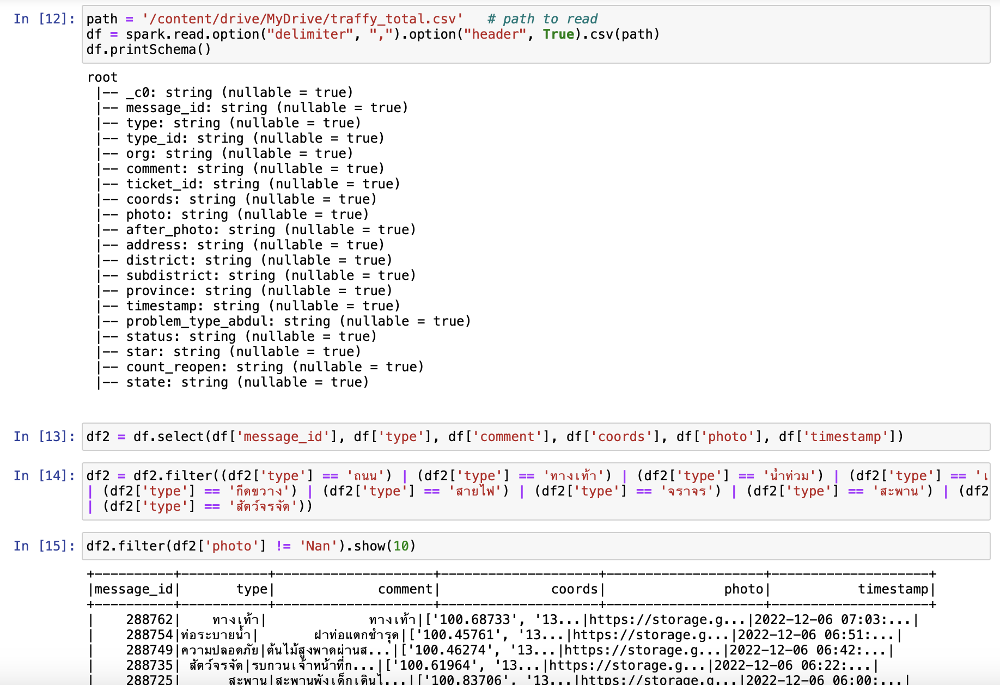 In [12]: path = '/content/drive/MyDrive/traffy_total.csv'   # path to read
df = spark.read.option("delimiter", ",").option("header", True).csv(path)
df.printSchema()
root
 |-- _c0: string (nullable = true)
 |-- message_id: string (nullable = true)
 |-- type: string (nullable = true)
 |-- type_id: string (nullable = true)
 |-- org: string (nullable = true)
 |-- comment: string (nullable = true)
 |-- ticket_id: string (nullable = true)
 |-- coords: string (nullable = true)
 |-- photo: string (nullable = true)
 |-- after_photo: string (nullable = true)
 |-- address: string (nullable = true)
 |-- district: string (nullable = true)
 |-- subdistrict: string (nullable = true)
 |-- province: string (nullable = true)
 |-- timestamp: string (nullable = true)
 |-- problem_type_abdul: string (nullable = true)
 |-- status: string (nullable = true)
 |-- star: string (nullable = true)
 |-- count_reopen: string (nullable = true)
 |-- state: string (nullable = true)
In [13]: df2 = df.select(df['message_id'], df['type'], df['comment'], df['coords'], df['photo'], df['timestamp'])
In [14]: df2 = df2.filter((df2['type'] == 'ถนน') | (df2['type'] == 'ทางเท้า') | (df2['type'] == 'น้ำท่วม') | (df2['type'] == 'เ
| (df2['type'] == 'กีดขวาง') | (df2['type'] == 'สายไฟ') | (df2['type'] == 'จราจร') | (df2['type'] == 'สะพาน') | (df2
| (df2['type'] == 'สัตว์จรจัด'))
In [15]: df2.filter(df2['photo'] != 'Nan').show(10)
+----------+-----------+--------------------+--------------------+--------------------+--------------------+
|message_id|       type|             comment|              coords|               photo|           timestamp|
+----------+-----------+--------------------+--------------------+--------------------+--------------------+
|    288762|    ทางเท้า|             ทางเท้า|['100.68733', '13...|https://storage.g...|2022-12-06 07:03:...|
|    288754|ท่อระบายน้ำ|       ฝาท่อแตกชำรุด|['100.45761', '13...|https://storage.g...|2022-12-06 06:51:...|
|    288749|ความปลอดภัย|ต้นไม้สูงพาดผ่านส...|['100.46274', '13...|https://storage.g...|2022-12-06 06:42:...|
|    288735| สัตว์จรจัด|รบกวนเจ้าหน้าที่ก...|['100.61964', '13...|https://storage.g...|2022-12-06 06:22:...|
|    288725|      สะพาน|สะพานพังเด็กเดินไ...|['100.83706', '13...|https://storage.g...|2022-12-06 06:00:...|